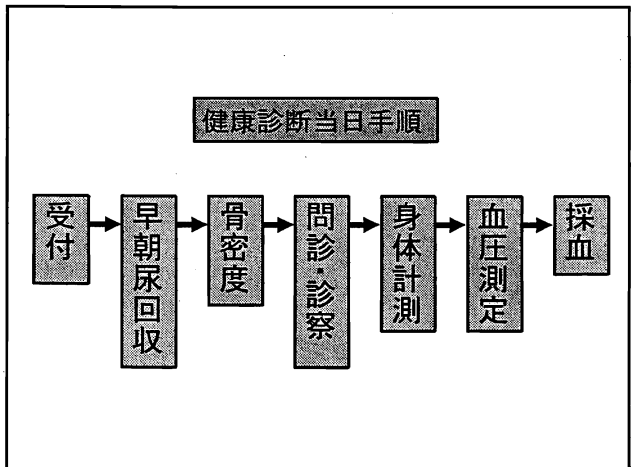 健康診断当日手順
受付
早朝尿回収
骨密度
問診・診察
身体計測
血圧測定
採血